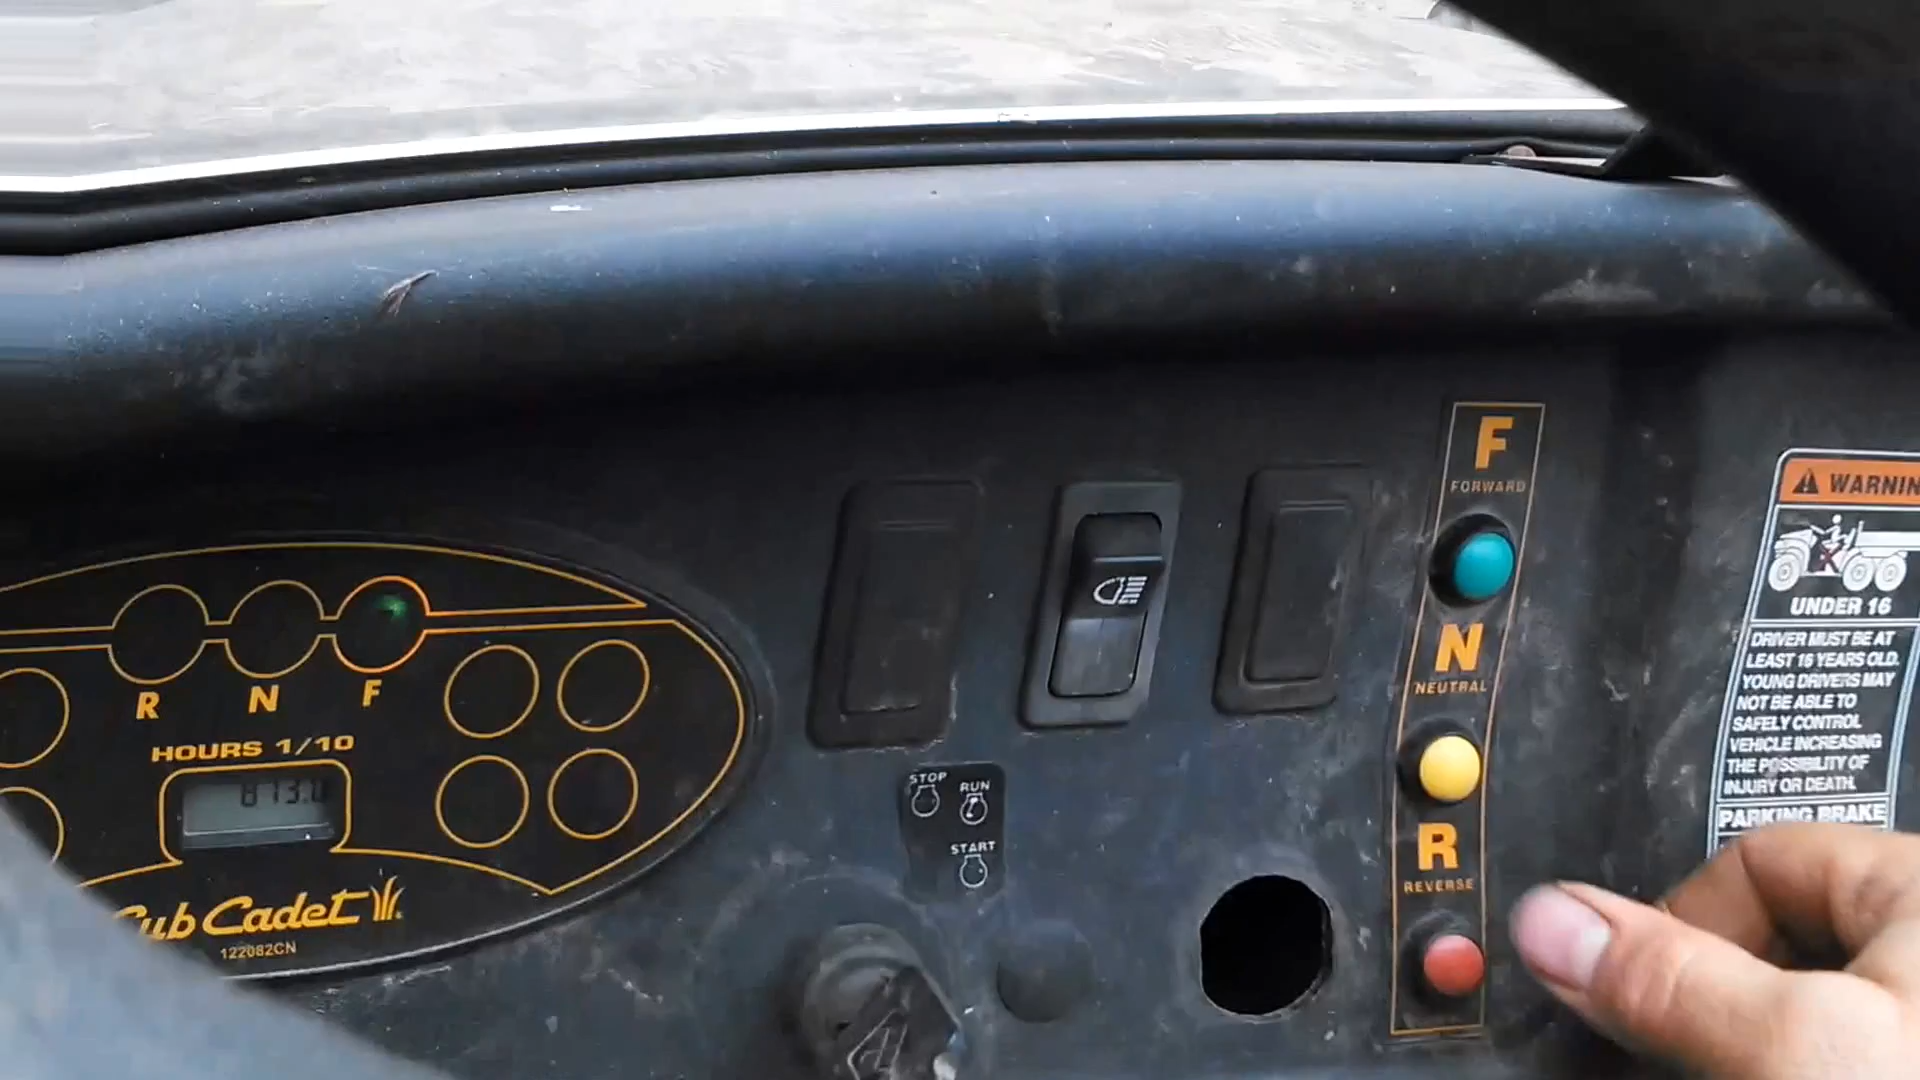 R N F
HOURS 1/10
873.0
Cub Cadet
122082CN
STOP
RUN
START
F
FORWARD
N
NEUTRAL
R
REVERSE
WARNIN
UNDER 16
DRIVER MUST BE AT
LEAST 16 YEARS OLD.
YOUNG DRIVERS MAY
NOT BE ABLE TO
SAFELY CONTROL
VEHICLE INCREASING
THE POSSIBILITY OF
INJURY OR DEATH.
PARKING BRAKE